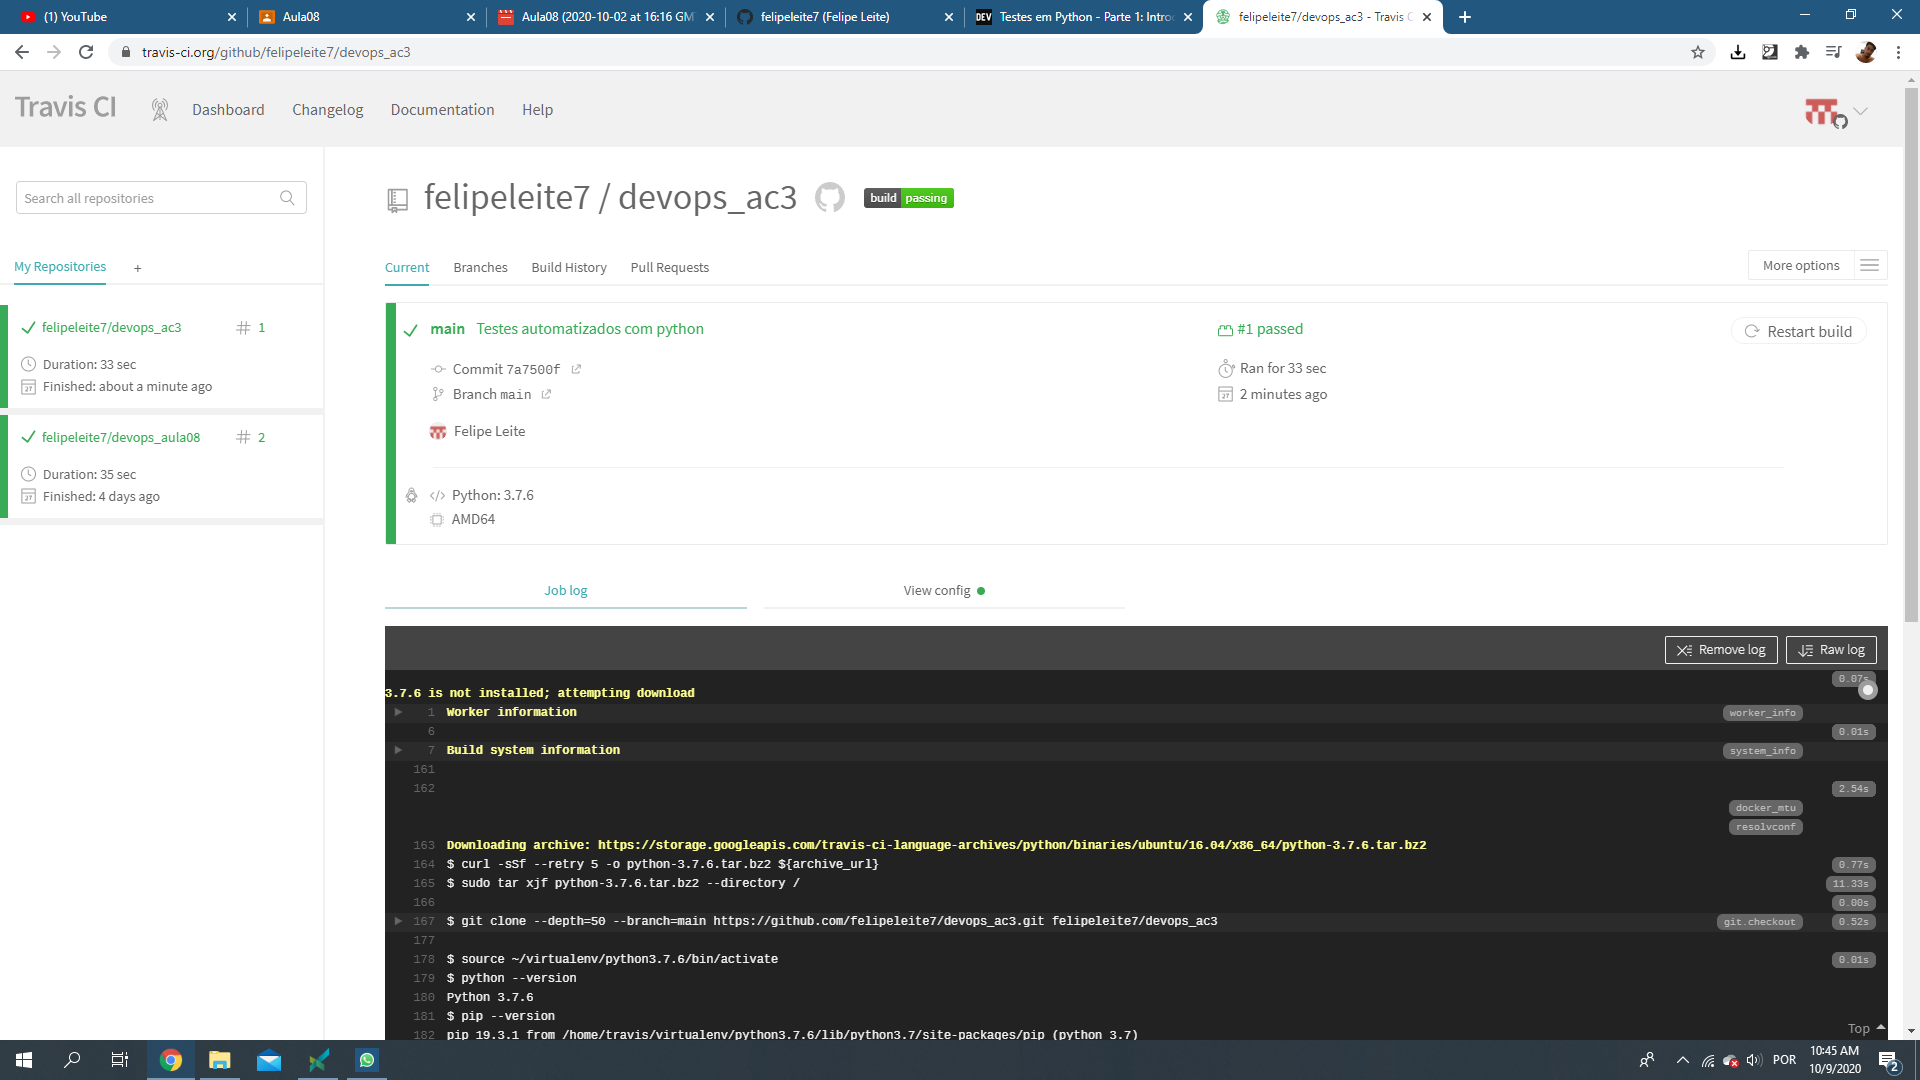 (1) YouTube
Aula08
Aula08 (2020-10-02 at 16:16 GM
felipeleite7 (Felipe Leite)
DEV
Testes em Python - Parte 1: Intro
felipeleite7/devops_ac3 - Travis C
travis-ci.org/github/felipeleite7/devops_ac3
Travis CI
Dashboard
Changelog
Documentation
Help
Search all repositories
My Repositories
+
felipeleite7/devops_ac3
# 1
Duration: 33 sec
Finished: about a minute ago
felipeleite7/devops_aula08
# 2
Duration: 35 sec
Finished: 4 days ago
felipeleite7 / devops_ac3
build passing
Current
Branches
Build History
Pull Requests
More options
main Testes automatizados com python
#1 passed
Restart build
Commit 7a7500f
Ran for 33 sec
Branch main
2 minutes ago
Felipe Leite
</> Python: 3.7.6
AMD64
Job log
View config
Remove log
Raw log
0.07s
3.7.6 is not installed; attempting download
1 Worker information worker_info
6 0.01s
7 Build system information system_info
161
162 2.54s
docker_mtu
resolvconf
163 Downloading archive: https://storage.googleapis.com/travis-ci-language-archives/python/binaries/ubuntu/16.04/x86_64/python-3.7.6.tar.bz2
164 $ curl -sSf --retry 5 -o python-3.7.6.tar.bz2 ${archive_url} 0.77s
165 $ sudo tar xjf python-3.7.6.tar.bz2 --directory / 11.33s
166 0.00s
167 $ git clone --depth=50 --branch=main https://github.com/felipeleite7/devops_ac3.git felipeleite7/devops_ac3 git.checkout 0.52s
177
178 $ source ~/virtualenv/python3.7.6/bin/activate 0.01s
179 $ python --version
180 Python 3.7.6
181 $ pip --version
182 pip 19.3.1 from /home/travis/virtualenv/python3.7.6/lib/python3.7/site-packages/pip (python 3.7)
Top
POR
10:45 AM
10/9/2020
2